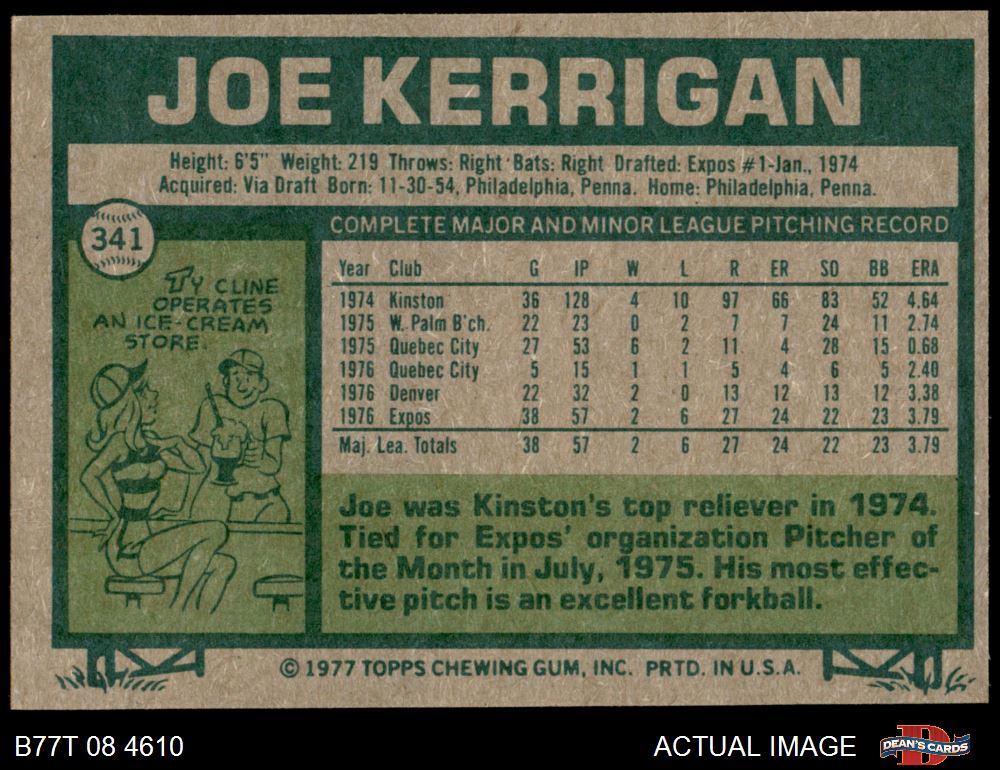 JOE KERRIGAN
Height: 6'5" Weight: 219 Throws: Right Bats: Right Drafted: Expos #1-Jan., 1974
Acquired: Via Draft Born: 11-30-54, Philadelphia, Penna. Home: Philadelphia, Penna.
341
TY CLINE
OPERATES
AN ICE-CREAM
STORE.
COMPLETE MAJOR AND MINOR LEAGUE PITCHING RECORD
Year Club G IP W L R ER SO BB ERA
1974 Kinston 36 128 4 10 97 66 83 52 4.64
1975 W. Palm B'ch. 22 23 0 2 7 7 24 11 2.74
1975 Quebec City 27 53 6 2 11 4 28 15 0.68
1976 Quebec City 5 15 1 1 5 4 6 5 2.40
1976 Denver 22 32 2 0 13 12 13 12 3.38
1976 Expos 38 57 2 6 27 24 22 23 3.79
Maj. Lea. Totals 38 57 2 6 27 24 22 23 3.79
Joe was Kinston's top reliever in 1974.
Tied for Expos' organization Pitcher of
the Month in July, 1975. His most effec-
tive pitch is an excellent forkball.
© 1977 TOPPS CHEWING GUM, INC. PRTD. IN U.S.A.
B77T 08 4610
ACTUAL IMAGE
D
DEAN'S CARDS